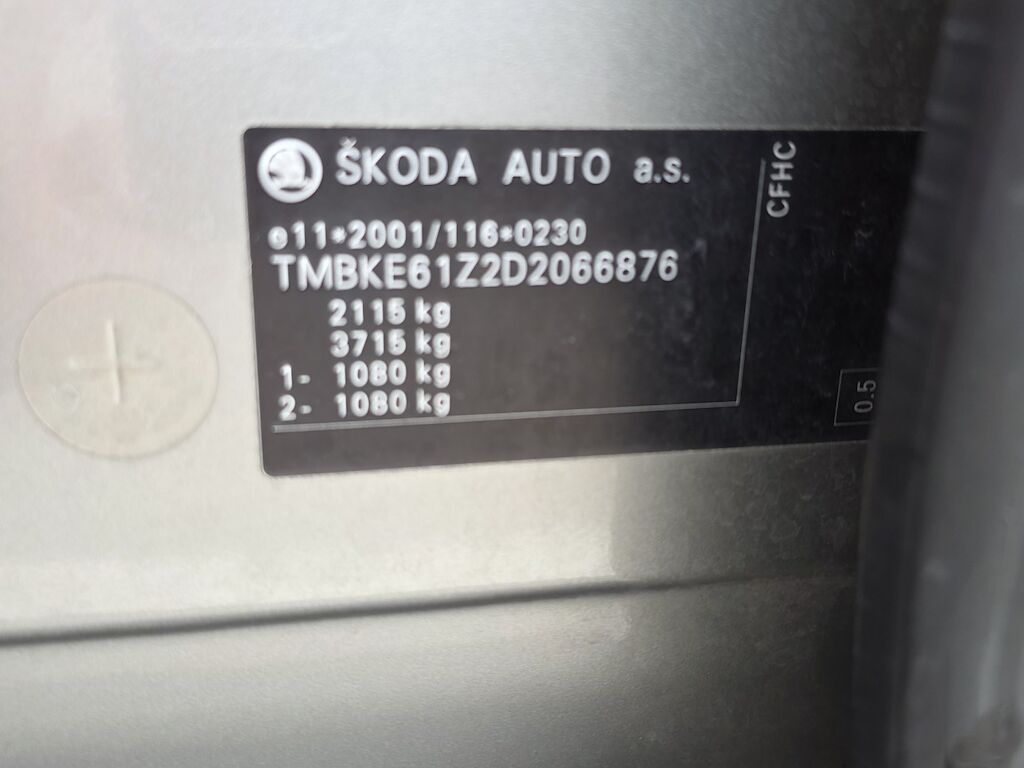 ŠKODA AUTO a.s.
e11*2001/116*0230
TMBKE61Z2D2066876
2115 kg
3715 kg
1- 1080 kg
2- 1080 kg
CFHC
0.5